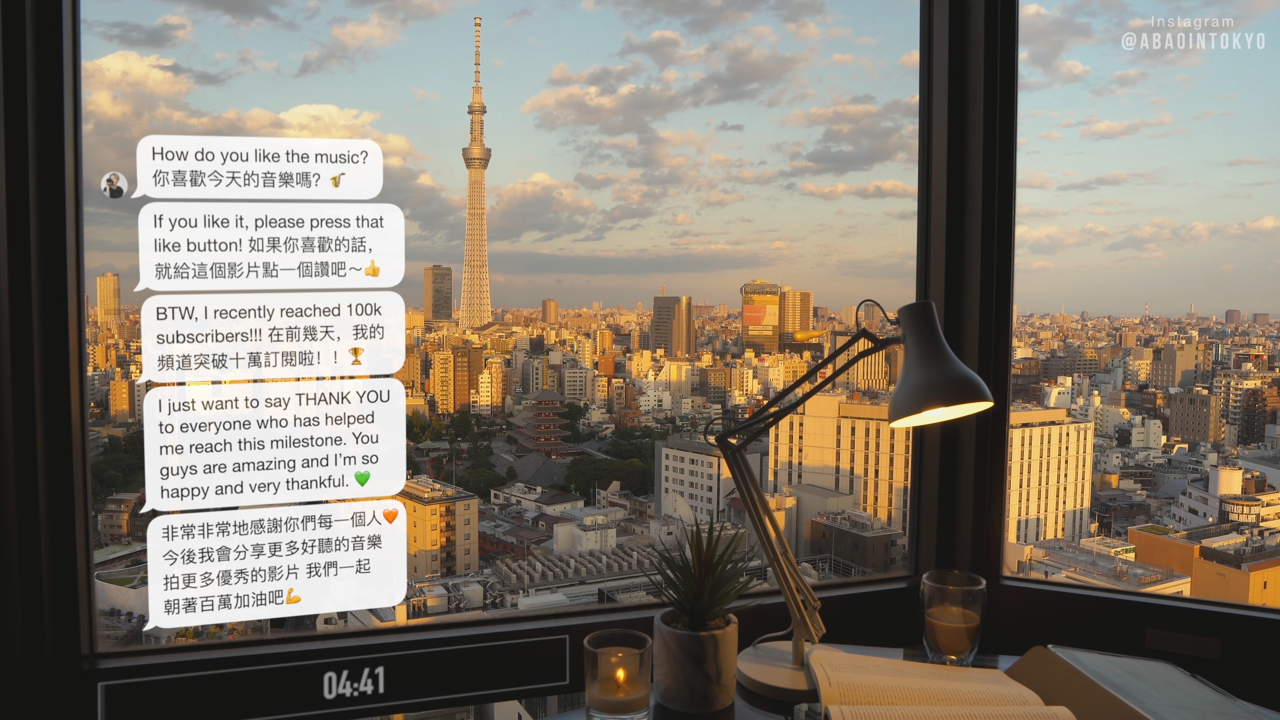 Instagram
@ABAOINTOKYO
How do you like the music?
你喜歡今天的音樂嗎? 🎷
If you like it, please press that
like button! 如果你喜歡的話,
就給這個影片點一個讚吧～👍
BTW, I recently reached 100k
subscribers!!! 在前幾天，我的
頻道突破十萬訂閱啦！！🏆
I just want to say THANK YOU
to everyone who has helped
me reach this milestone. You
guys are amazing and I'm so
happy and very thankful. 💚
非常非常地感謝你們每一個人🧡
今後我會分享更多好聽的音樂
拍更多優秀的影片 我們一起
朝著百萬加油吧💪
04:41